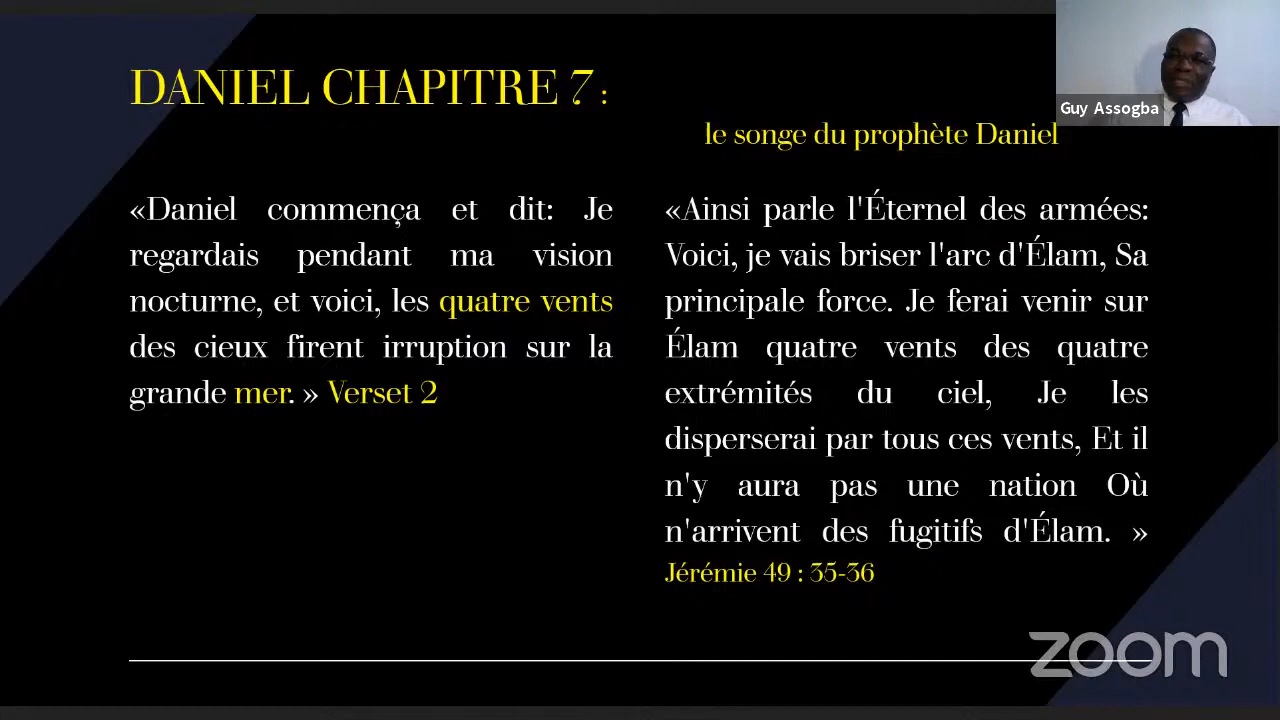 DANIEL CHAPITRE 7 :
le songe du prophète Daniel
Guy Assogba
«Daniel commença et dit: Je
regardais pendant ma vision
nocturne, et voici, les quatre vents
des cieux firent irruption sur la
grande mer. » Verset 2
«Ainsi parle l'Éternel des armées:
Voici, je vais briser l'arc d'Élam, Sa
principale force. Je ferai venir sur
Élam quatre vents des quatre
extrémités du ciel, Je les
disperserai par tous ces vents, Et il
n'y aura pas une nation Où
n'arrivent des fugitifs d'Élam. »
Jérémie 49 : 35-36
zoom